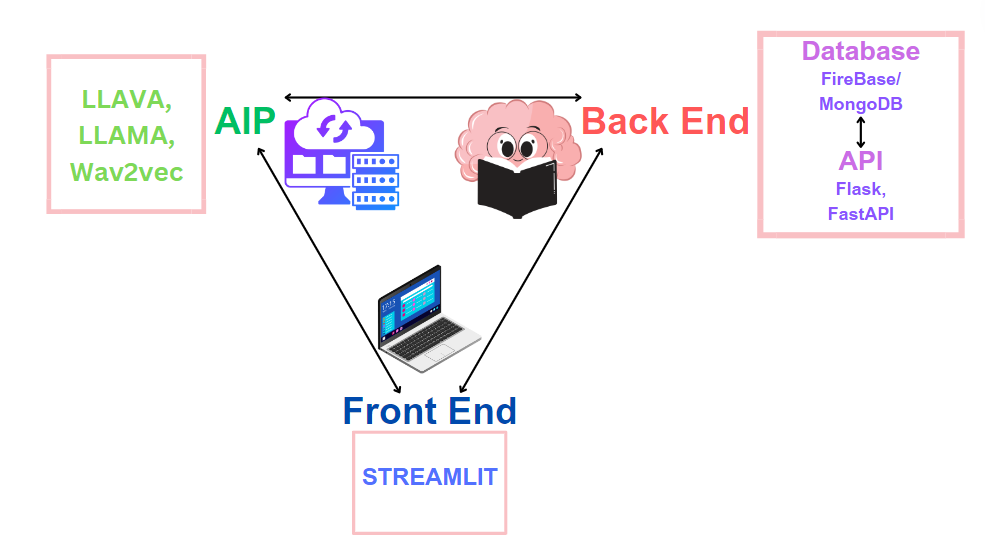 LLAVA,
LLAMA,
Wav2vec
AIP
Back End
Database
FireBase/
MongoDB
API
Flask,
FastAPI
Front End
STREAMLIT